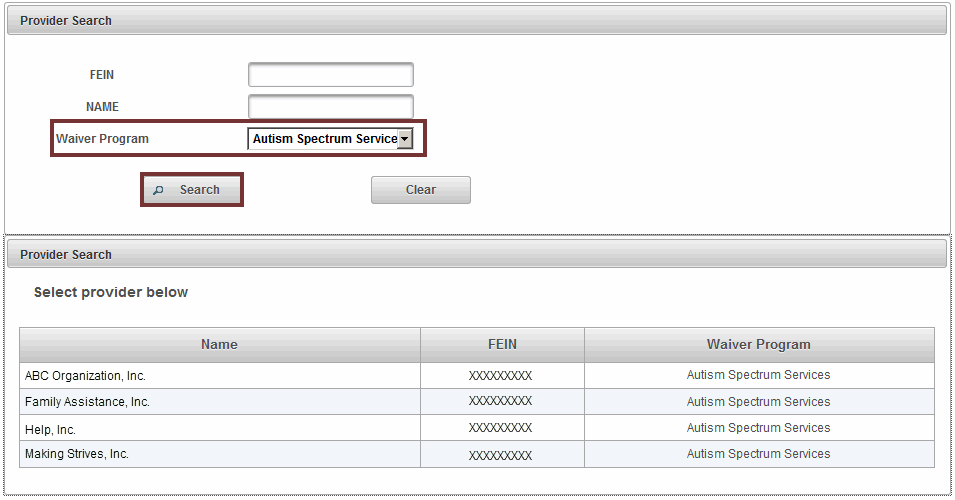 Provider Search
FEIN
NAME
Waiver Program Autism Spectrum Service
Search Clear
Provider Search
Select provider below
Name FEIN Waiver Program
ABC Organization, Inc. XXXXXXXXX Autism Spectrum Services
Family Assistance, Inc. XXXXXXXXX Autism Spectrum Services
Help, Inc. XXXXXXXXX Autism Spectrum Services
Making Strives, Inc. XXXXXXXXX Autism Spectrum Services